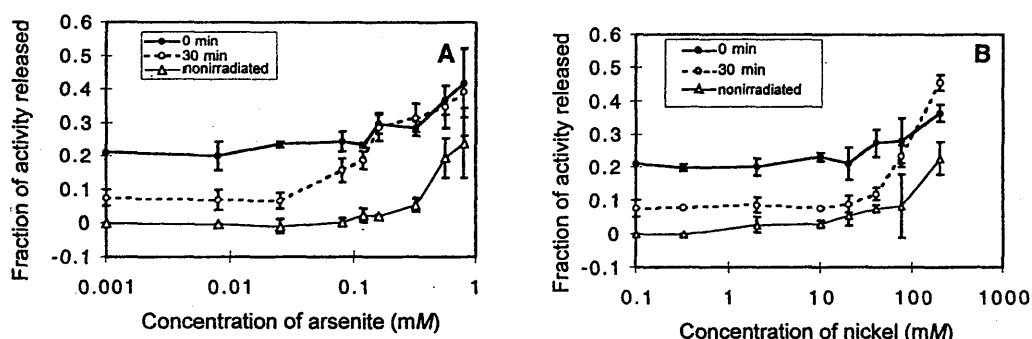 A
0 min
30 min
nonirradiated
Fraction of activity released
0.6
0.5
0.4
0.3
0.2
0.1
0
-0.1
0.001
0.01
0.1
1
Concentration of arsenite (mM)
B
0 min
30 min
nonirradiated
Fraction of activity released
0.6
0.5
0.4
0.3
0.2
0.1
0
-0.1
0.1
1
10
100
1000
Concentration of nickel (mM)